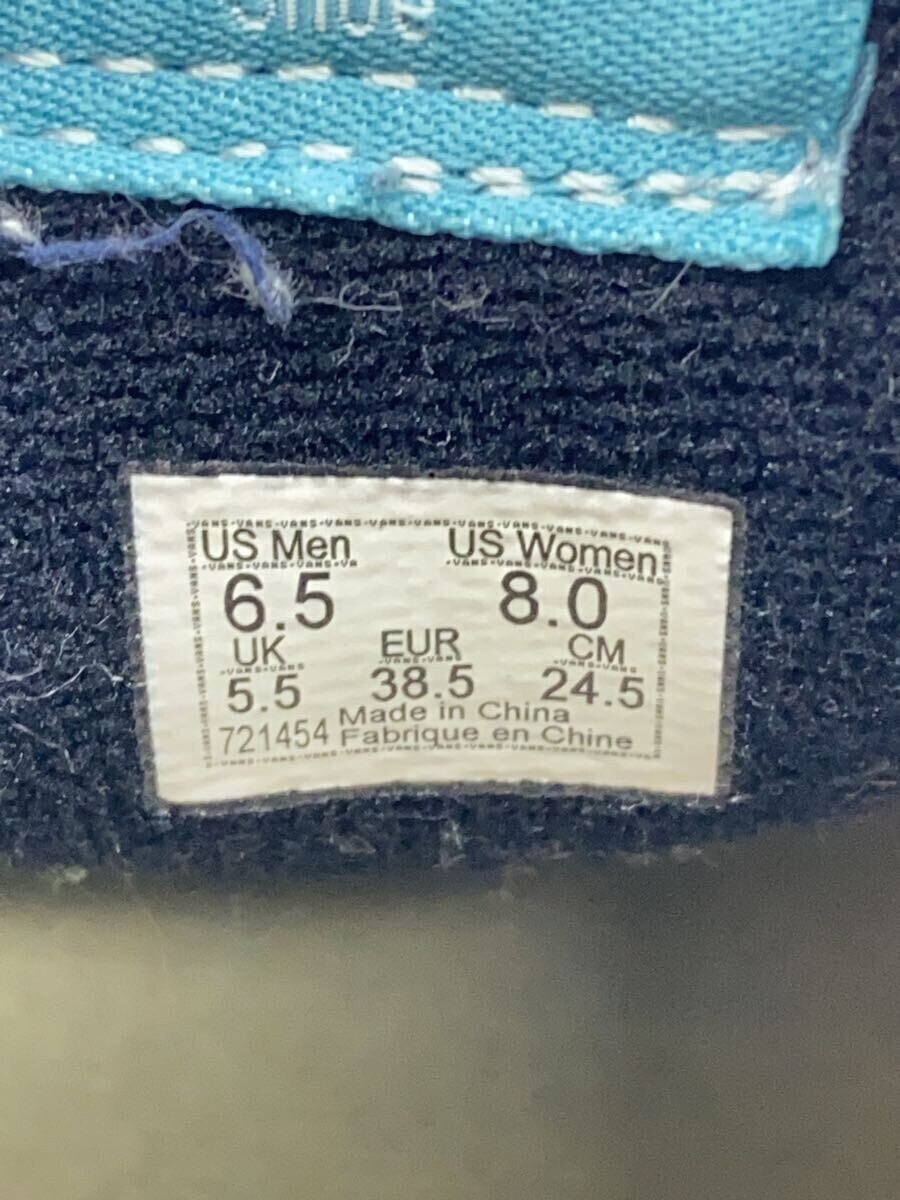 US Men US Women
6.5 8.0
UK EUR CM
5.5 38.5 24.5
721454 Made in China
Fabrique en Chine